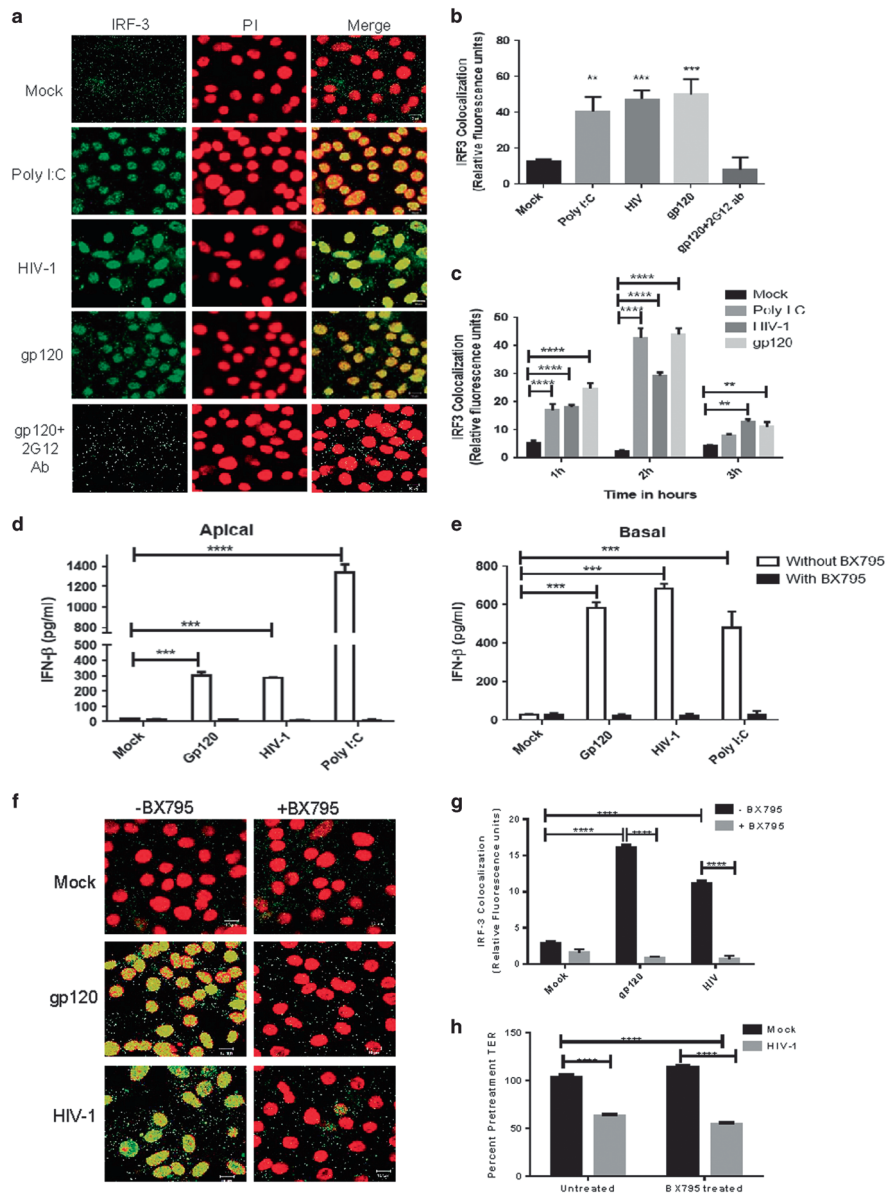 a
IRF-3 PI Merge
Mock
Poly I:C
HIV-1
gp120
gp120+
2G12
Ab
b
IRF3 Colocalization
(Relative fluorescence units)
80
60
40
20
0
** *** ***
Mock Poly I:C HIV gp120 gp120+2G12 ab
c
IRF3 Colocalization
(Relative fluorescence units)
60
50
40
30
20
10
0
****
****
****
****
****
****
**
**
Mock
Poly I:C
HIV-1
gp120
1h 2h 3h
Time in hours
d
Apical
IFN-β (pg/ml)
1400
1200
1000
800
500
400
300
200
100
0
****
***
***
Mock Gp120 HIV-1 Poly I:C
e
Basal
IFN-β (pg/ml)
800
600
400
200
0
***
***
***
Without BX795
With BX795
Mock Gp120 HIV-1 Poly I:C
f
-BX795 +BX795
Mock
gp120
HIV-1
g
IRF-3 Colocalization
(Relative Fluorescence units)
20
15
10
5
0
****
**** ****
****
- BX795
+ BX795
Mock gp120 HIV
h
Percent Pretreatment TER
150
100
50
0
****
**** ****
Mock
HIV-1
Untreated BX795 treated